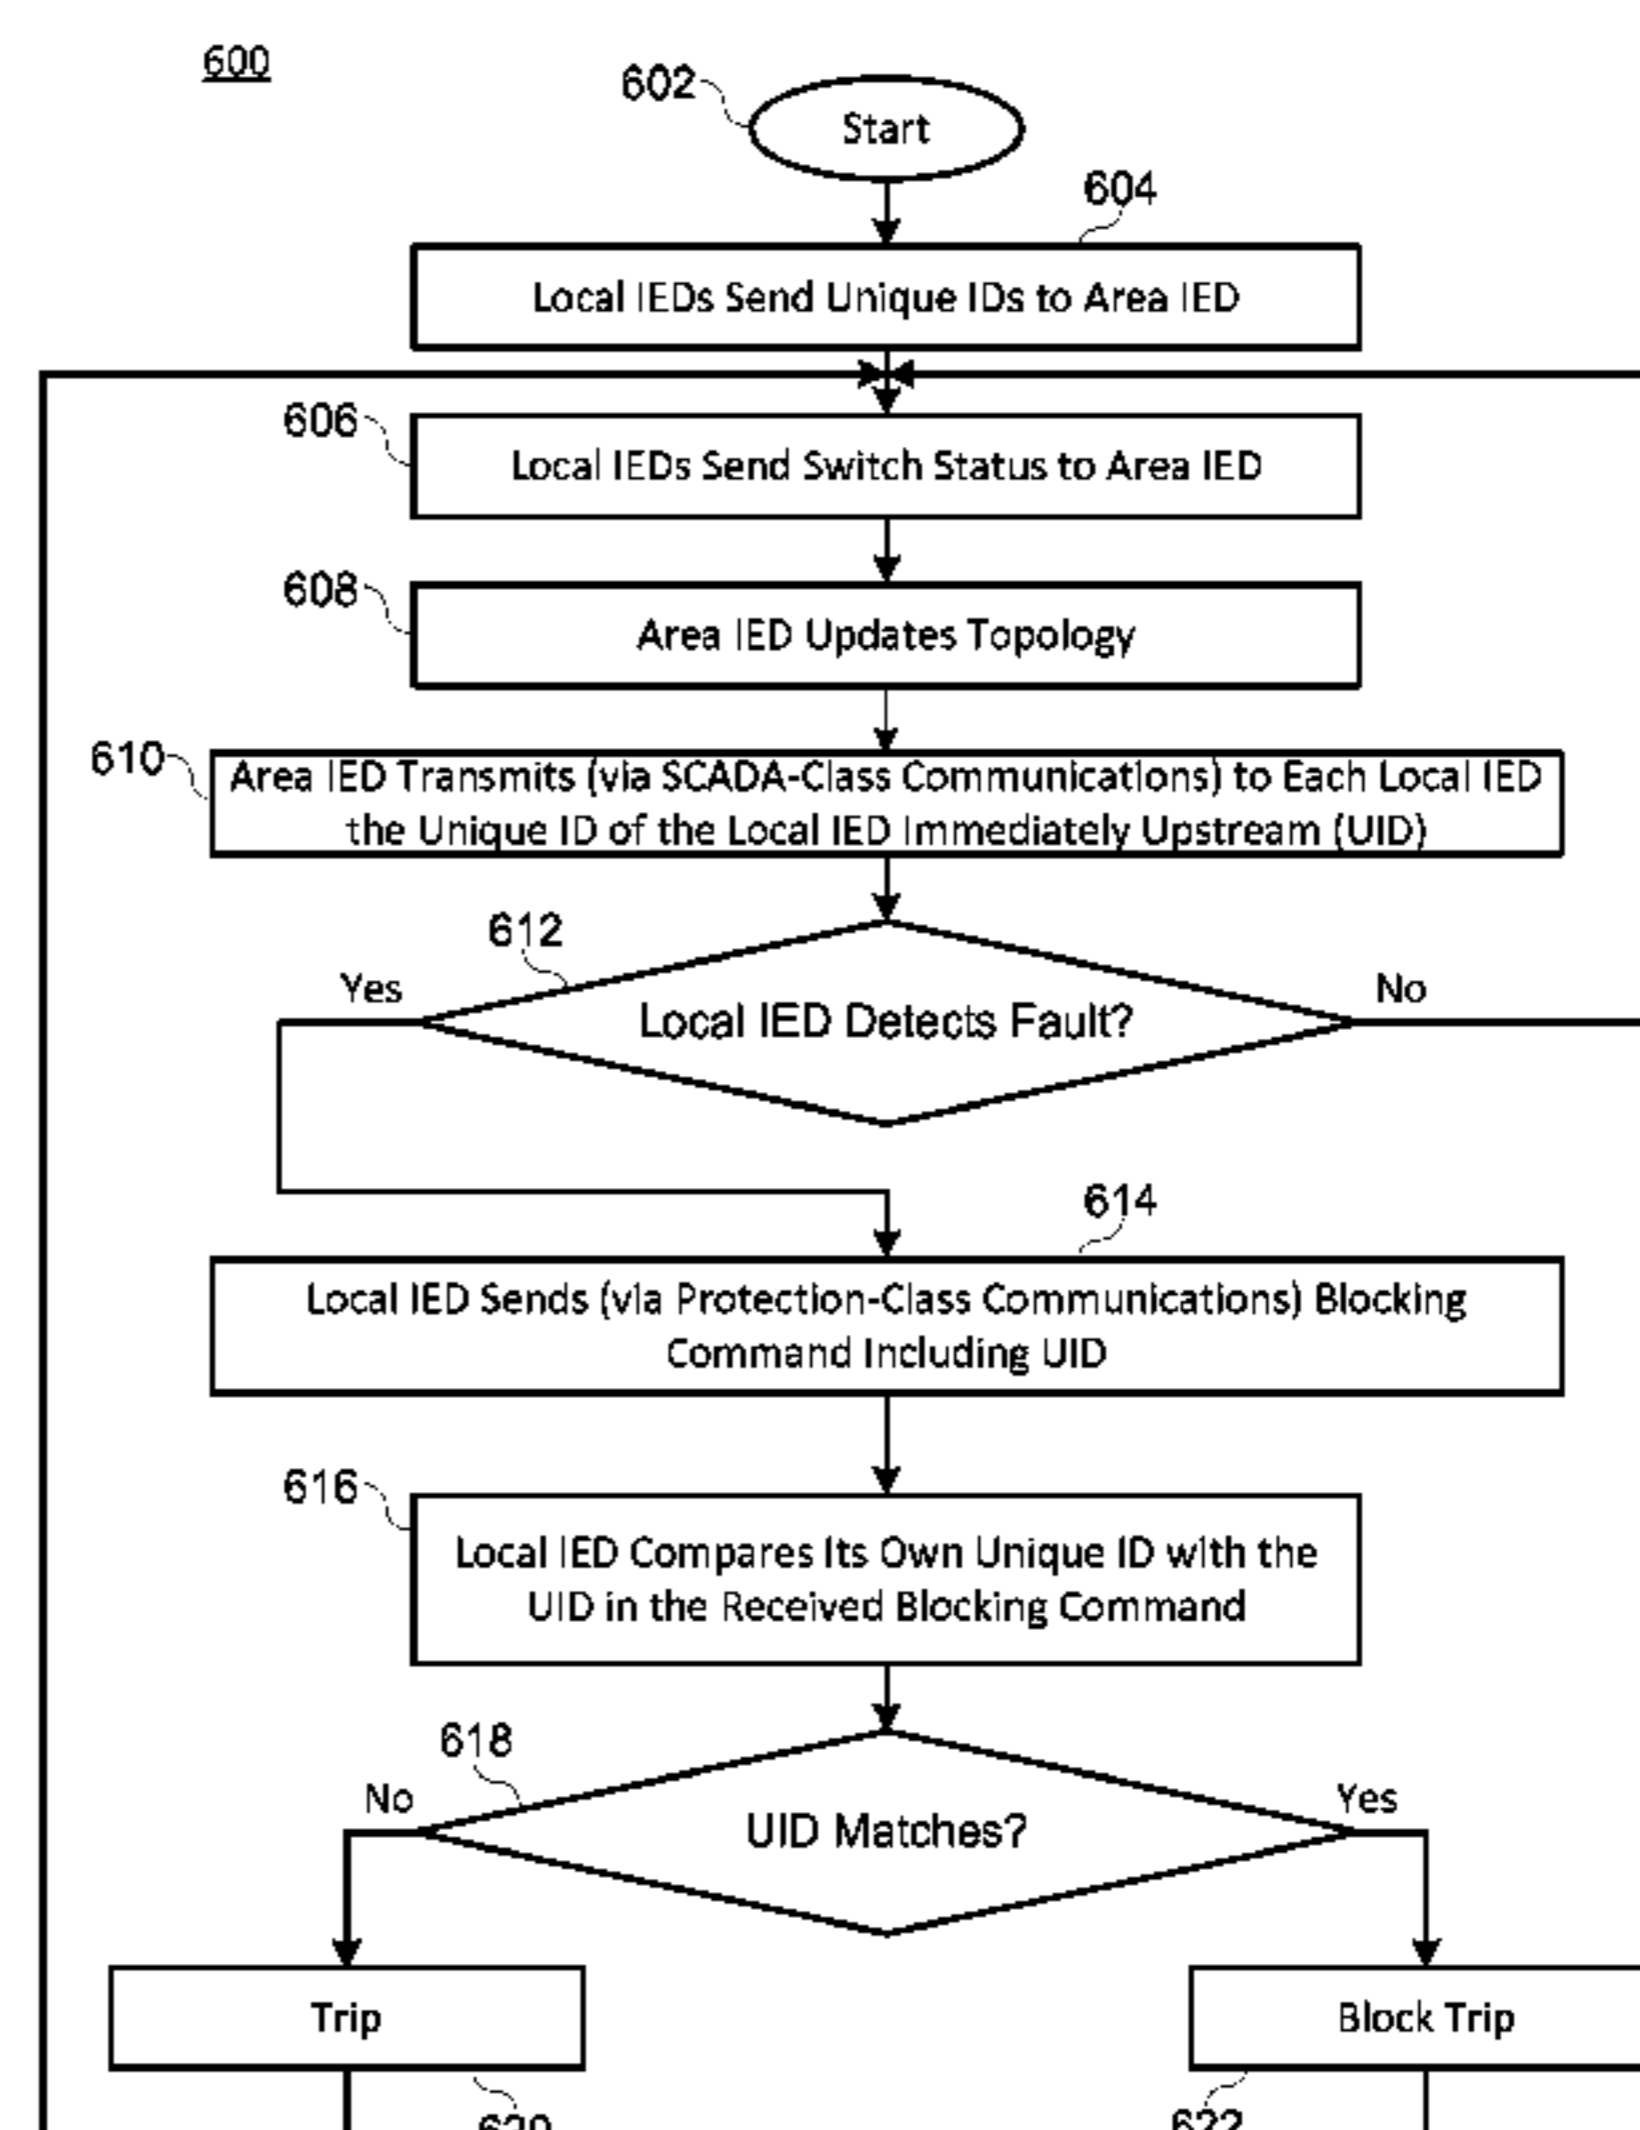 600
602
Start
604
Local IEDs Send Unique IDs to Area IED
606
Local IEDs Send Switch Status to Area IED
608
Area IED Updates Topology
610
Area IED Transmits (via SCADA-Class Communications) to Each Local IED
the Unique ID of the Local IED Immediately Upstream (UID)
612
Yes
No
Local IED Detects Fault?
614
Local IED Sends (via Protection-Class Communications) Blocking
Command Including UID
616
Local IED Compares Its Own Unique ID with the
UID in the Received Blocking Command
618
No
Yes
UID Matches?
Trip
Block Trip
622